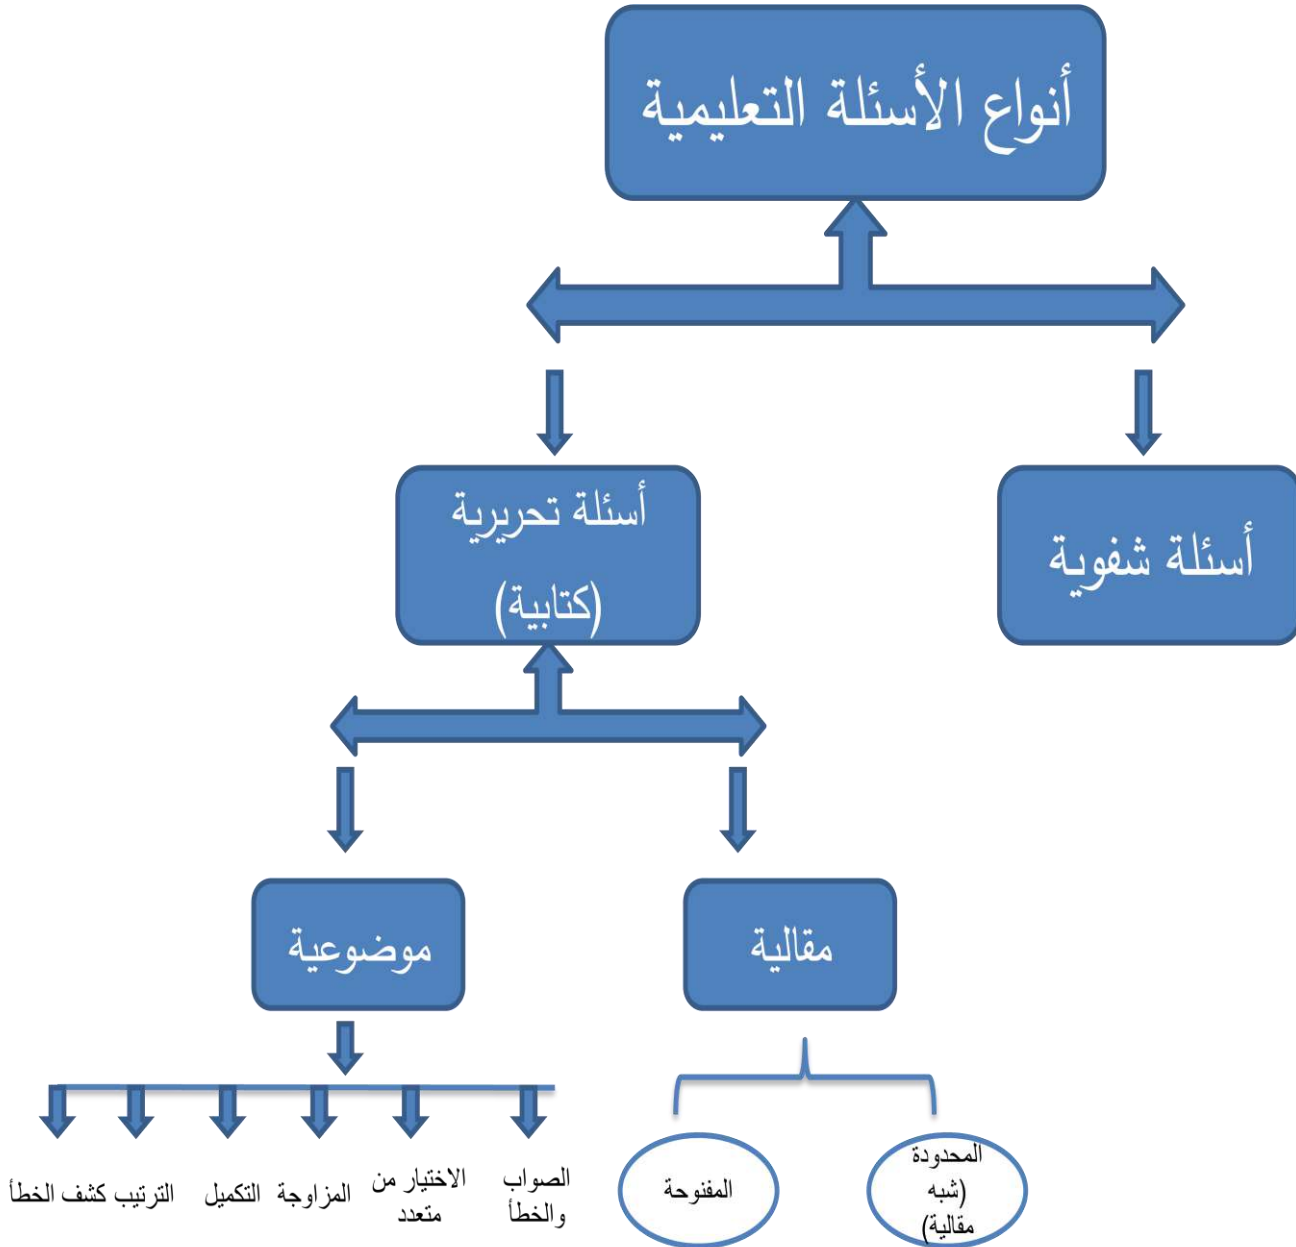 أنواع الأسئلة التعليمية
أسئلة شفوية
أسئلة تحريرية
(كتابية)
مقالية
موضوعية
المحدودة
(شبه
مقالية)
المفتوحة
الصواب
والخطأ
الاختيار من
متعدد
المزاوجة
التكميل
الترتيب
كشف الخطأ